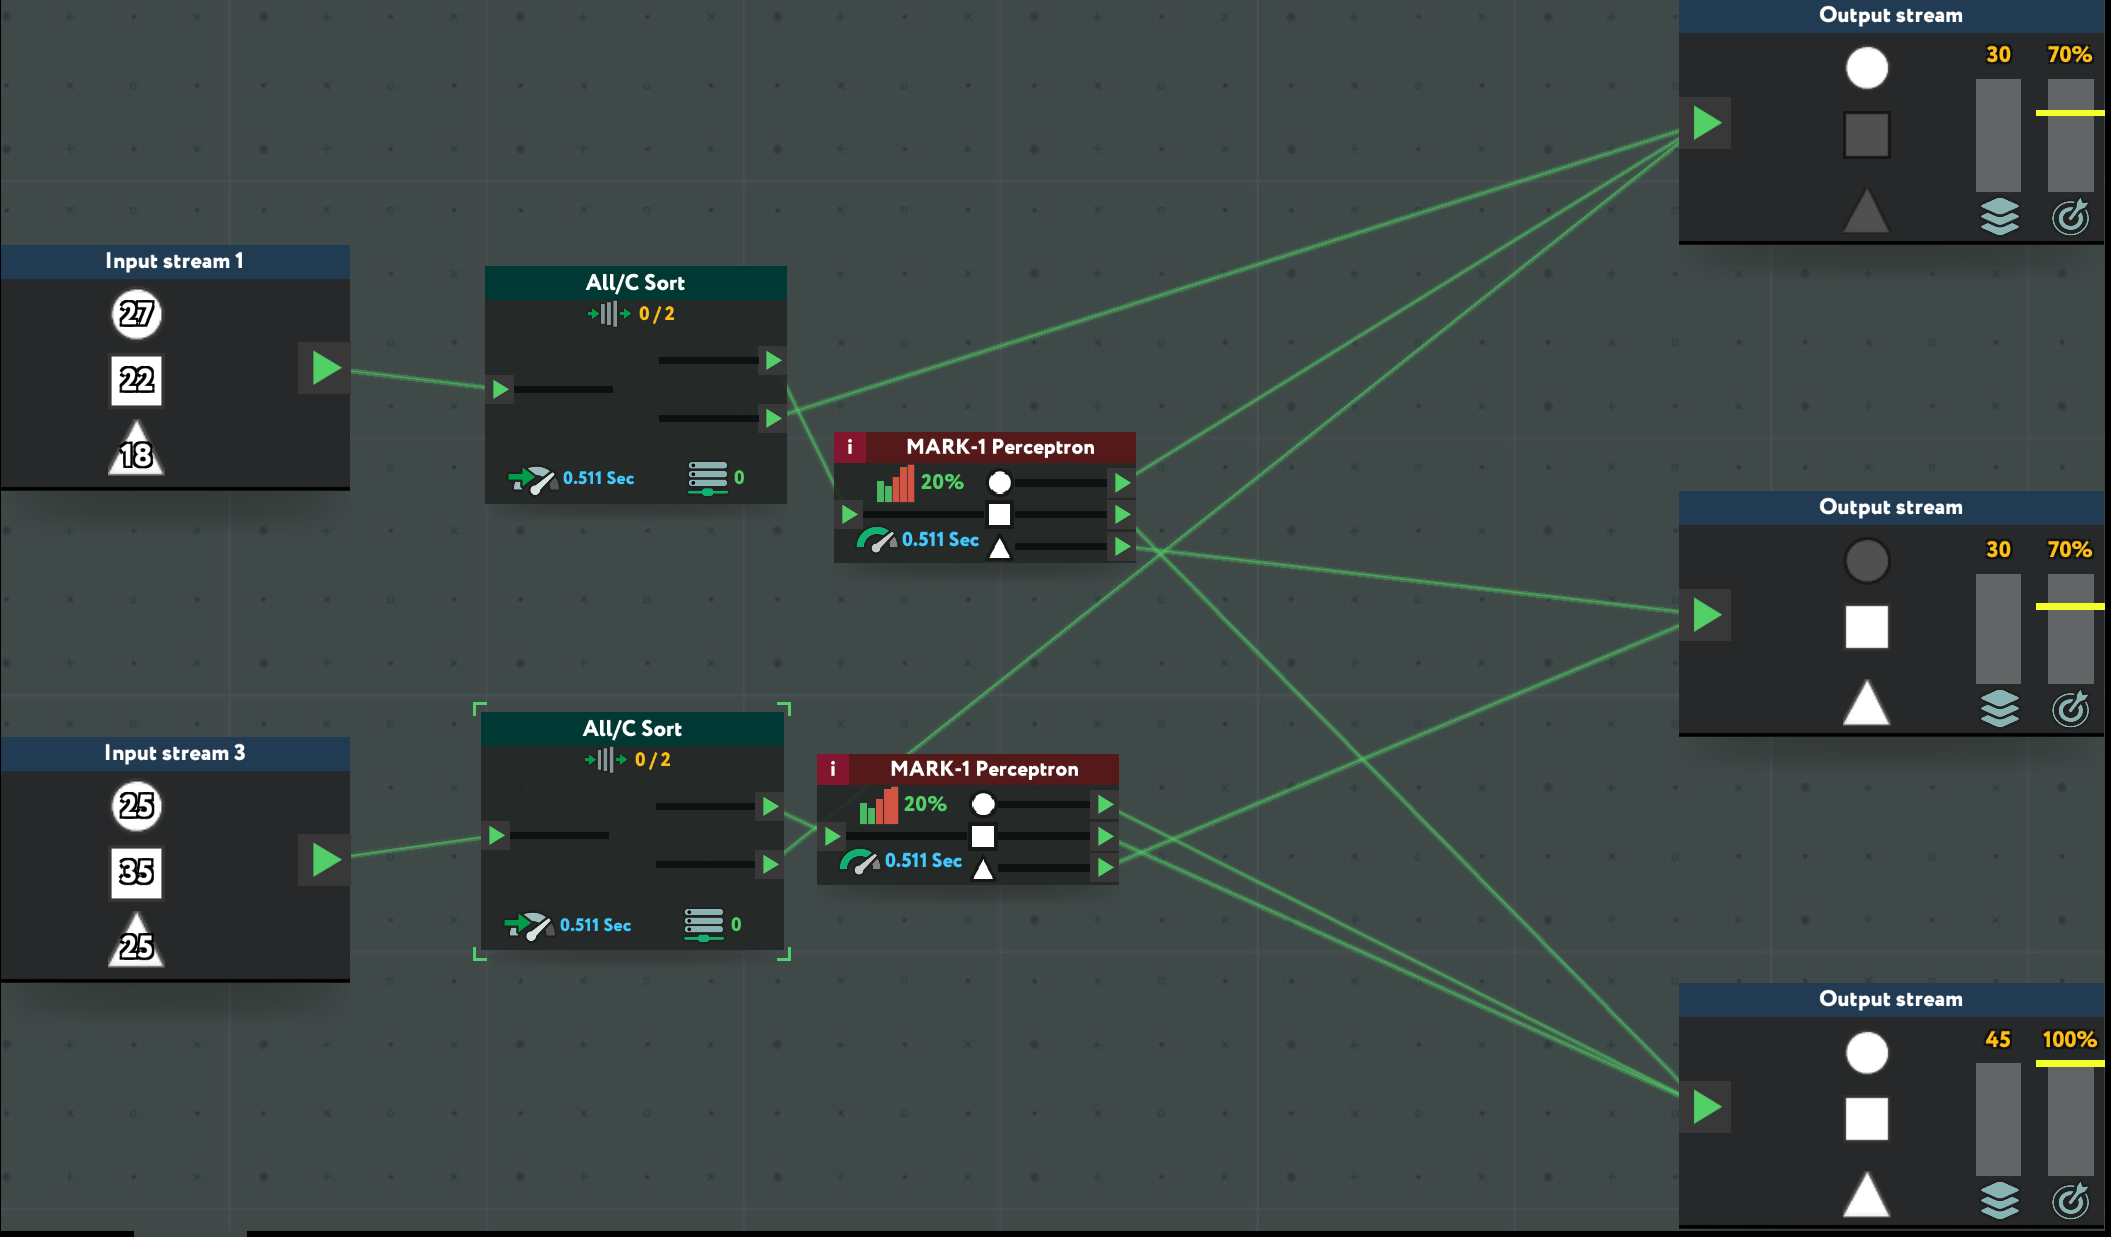 Output stream
30 70%
Input stream 1
27
22
18
All/C Sort
0 / 2
0.511 Sec 0
i MARK-1 Perceptron
20%
0.511 Sec
Output stream
30 70%
Input stream 3
25
35
25
All/C Sort
0 / 2
0.511 Sec 0
i MARK-1 Perceptron
20%
0.511 Sec
Output stream
45 100%